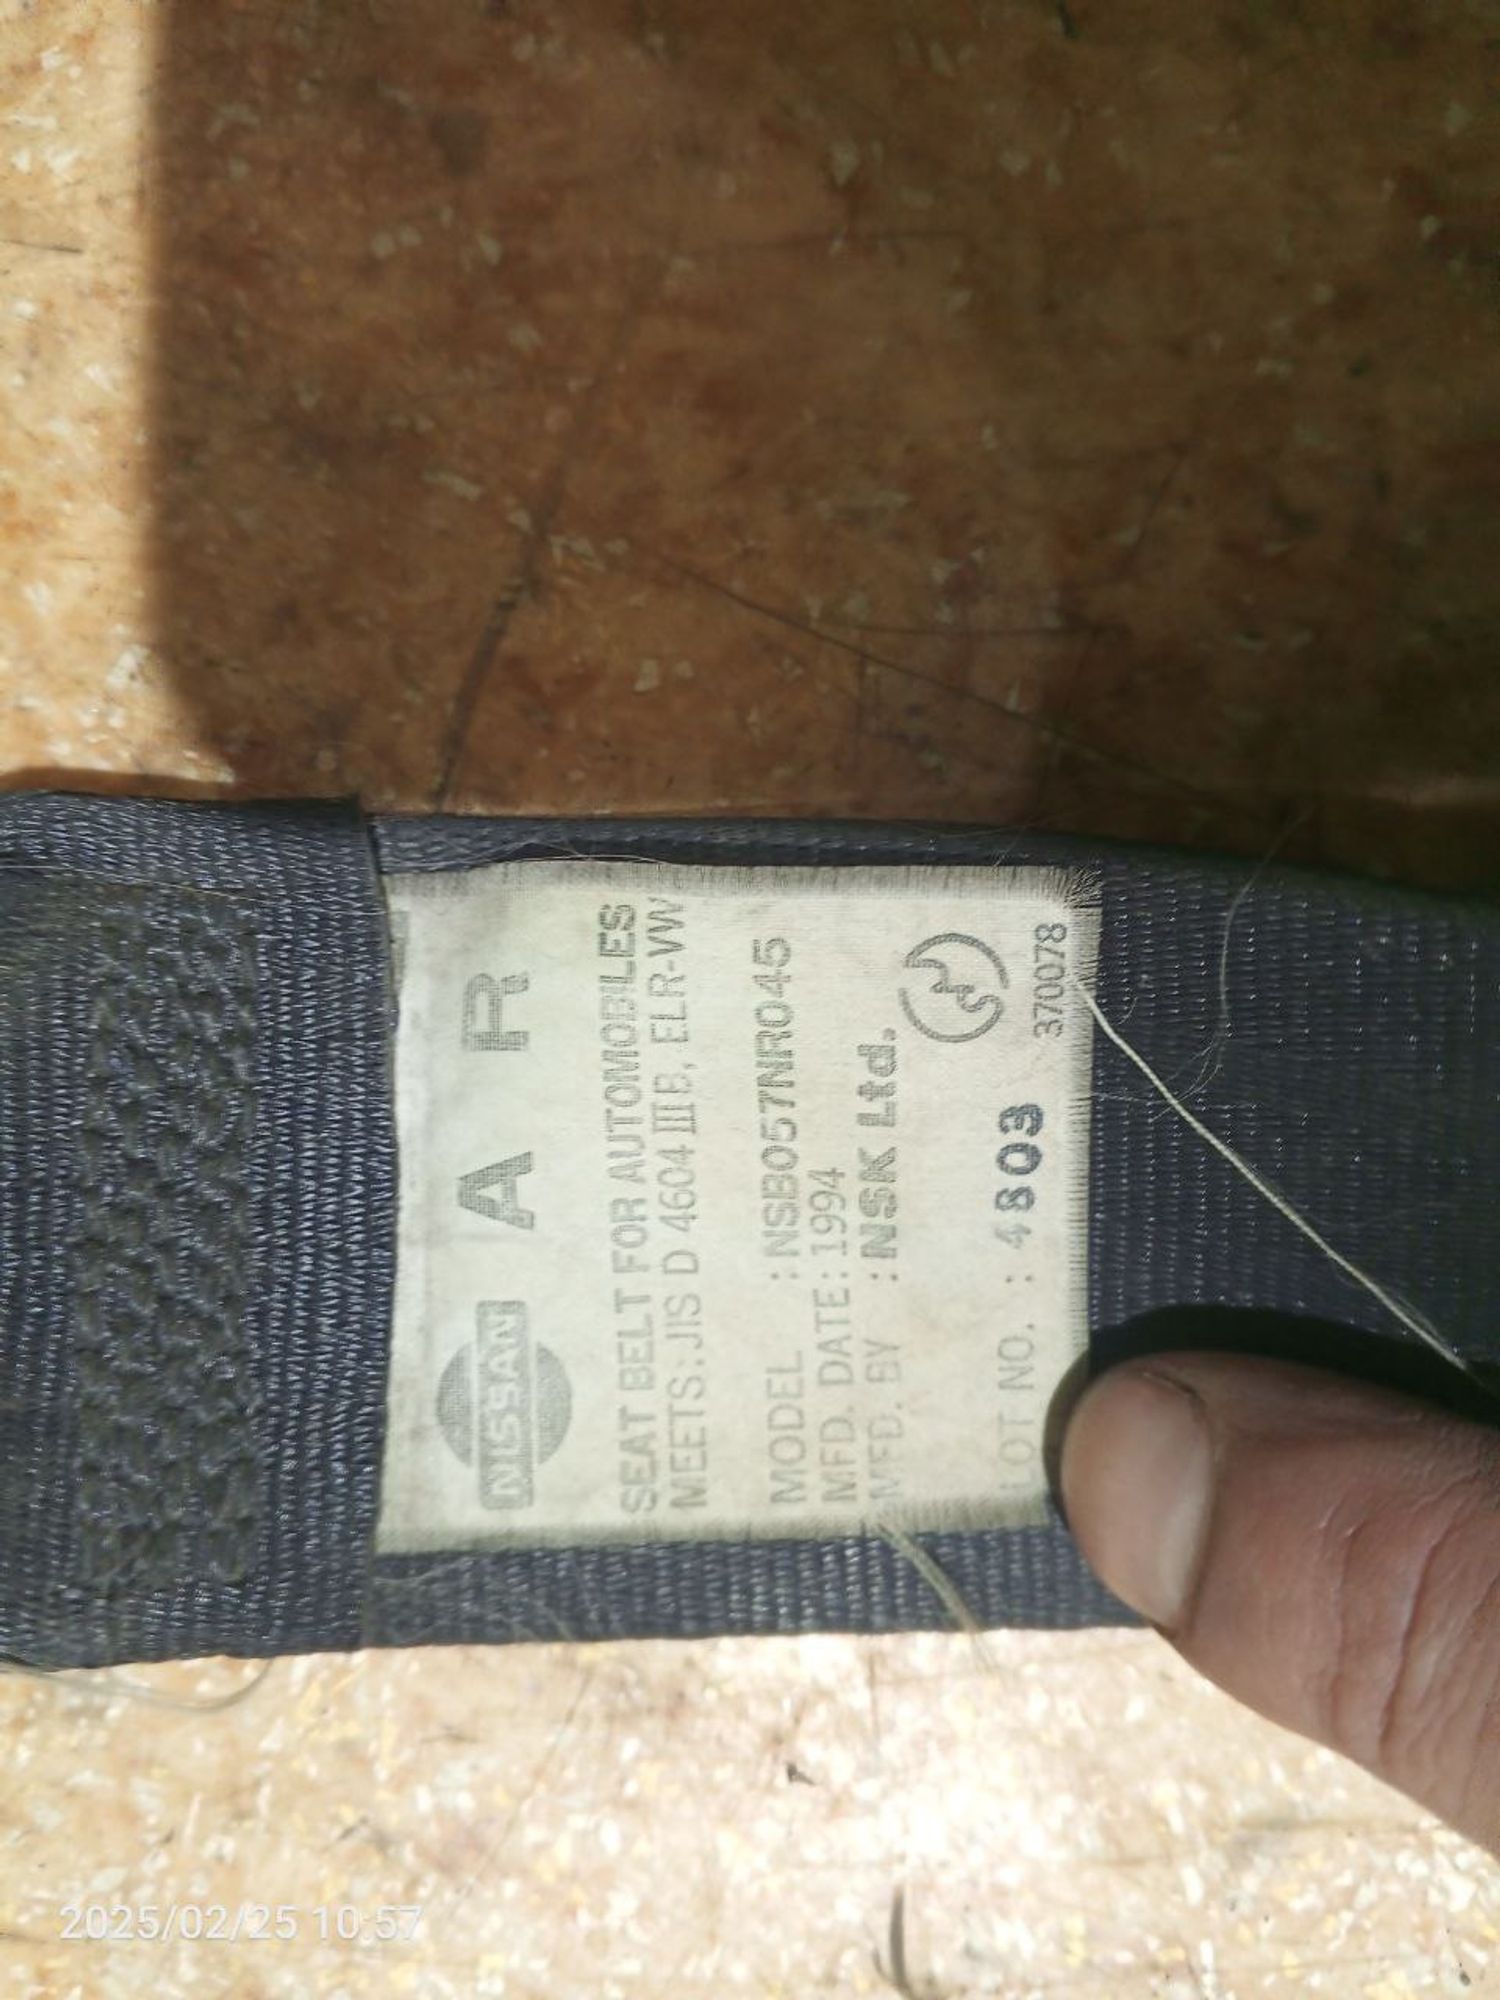 NISSAN A R
SEAT BELT FOR AUTOMOBILES
MEETS: JIS D 4604 III E, ELR-VW
MODEL : NSB057NR045
MFD. DATE: 1994
MFD. BY : NSK Ltd.
LOT NO. : 4803 370078
2025/02/25 10:57